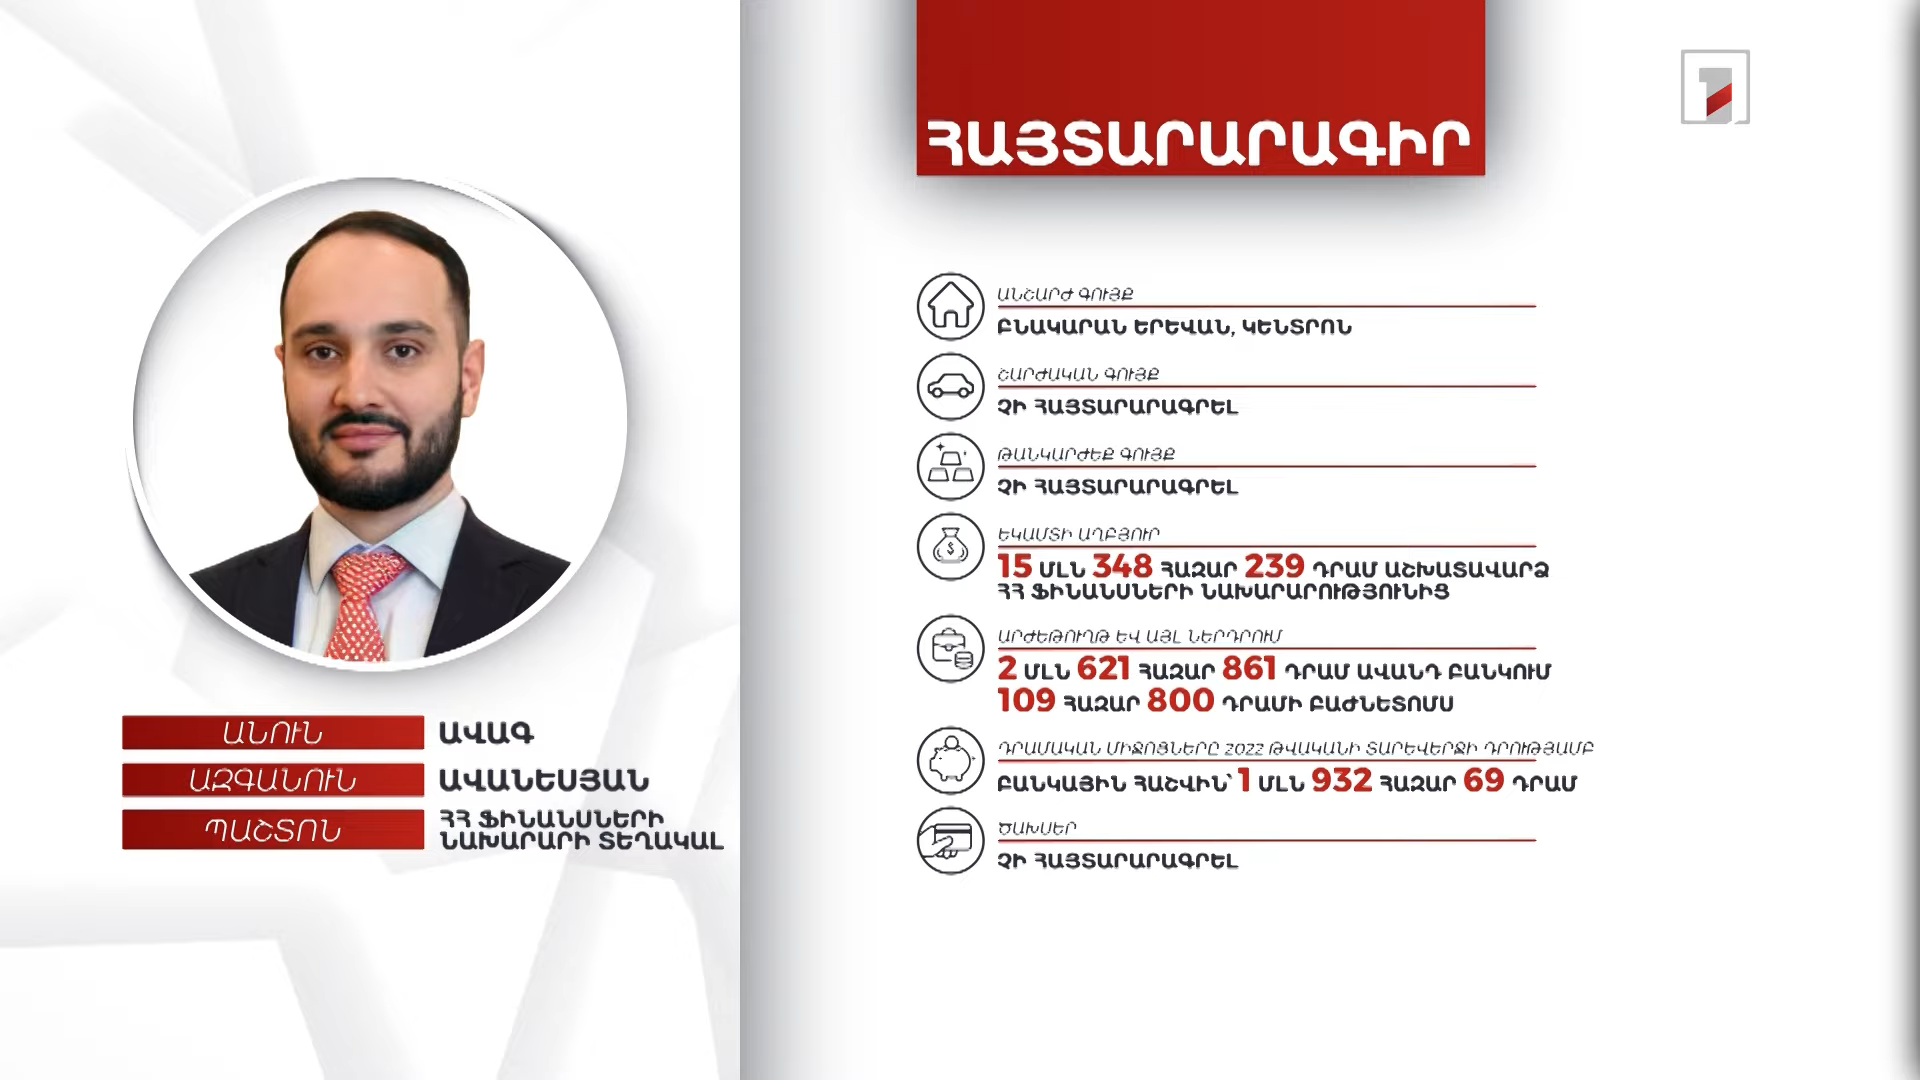 ՀԱՅՏԱՐԱՐԱԳԻՐ
ԱՆՇԱՐԺ ԳՈՒՅՔ
ԲՆԱԿԱՐԱՆ ԵՐԵՎԱՆ, ԿԵՆՏՐՈՆ
ՇԱՐԺԱԿԱՆ ԳՈՒՅՔ
ՉԻ ՀԱՅՏԱՐԱՐԱԳՐԵԼ
ԹԱՆԿԱՐԺԵՔ ԳՈՒՅՔ
ՉԻ ՀԱՅՏԱՐԱՐԱԳՐԵԼ
ԵԿԱՄՏԻ ԱՂԲՅՈՒՐ
15 ՄԼՆ 348 ՀԱԶԱՐ 239 ԴՐԱՄ ԱՇԽԱՏԱՎԱՐՁ
ՀՀ ՖԻՆԱՆՍՆԵՐԻ ՆԱԽԱՐԱՐՈՒԹՅՈՒՆԻՑ
ԱՐԺԵԹՈՒՂԹ ԵՎ ԱՅԼ ՆԵՐԴՐՈՒՄ
2 ՄԼՆ 621 ՀԱԶԱՐ 861 ԴՐԱՄ ԱՎԱՆԴ ԲԱՆԿՈՒՄ
109 ՀԱԶԱՐ 800 ԴՐԱՄԻ ԲԱԺՆԵՏՈՄՍ
ԴՐԱՄԱԿԱՆ ՄԻՋՈՑՆԵՐԸ 2022 ԹՎԱԿԱՆԻ ՏԱՐԵՎԵՐՋԻ ԴՐՈՒԹՅԱՄԲ
ԲԱՆԿԱՅԻՆ ՀԱՇՎԻՆ՝ 1 ՄԼՆ 932 ՀԱԶԱՐ 69 ԴՐԱՄ
ԾԱԽՍԵՐ
ՉԻ ՀԱՅՏԱՐԱՐԱԳՐԵԼ
ԱՆՈՒՆ ԱՎԱԳ
ԱԶԳԱՆՈՒՆ ԱՎԱՆԵՍՅԱՆ
ՊԱՇՏՈՆ ՀՀ ՖԻՆԱՆՍՆԵՐԻ
ՆԱԽԱՐԱՐԻ ՏԵՂԱԿԱԼ